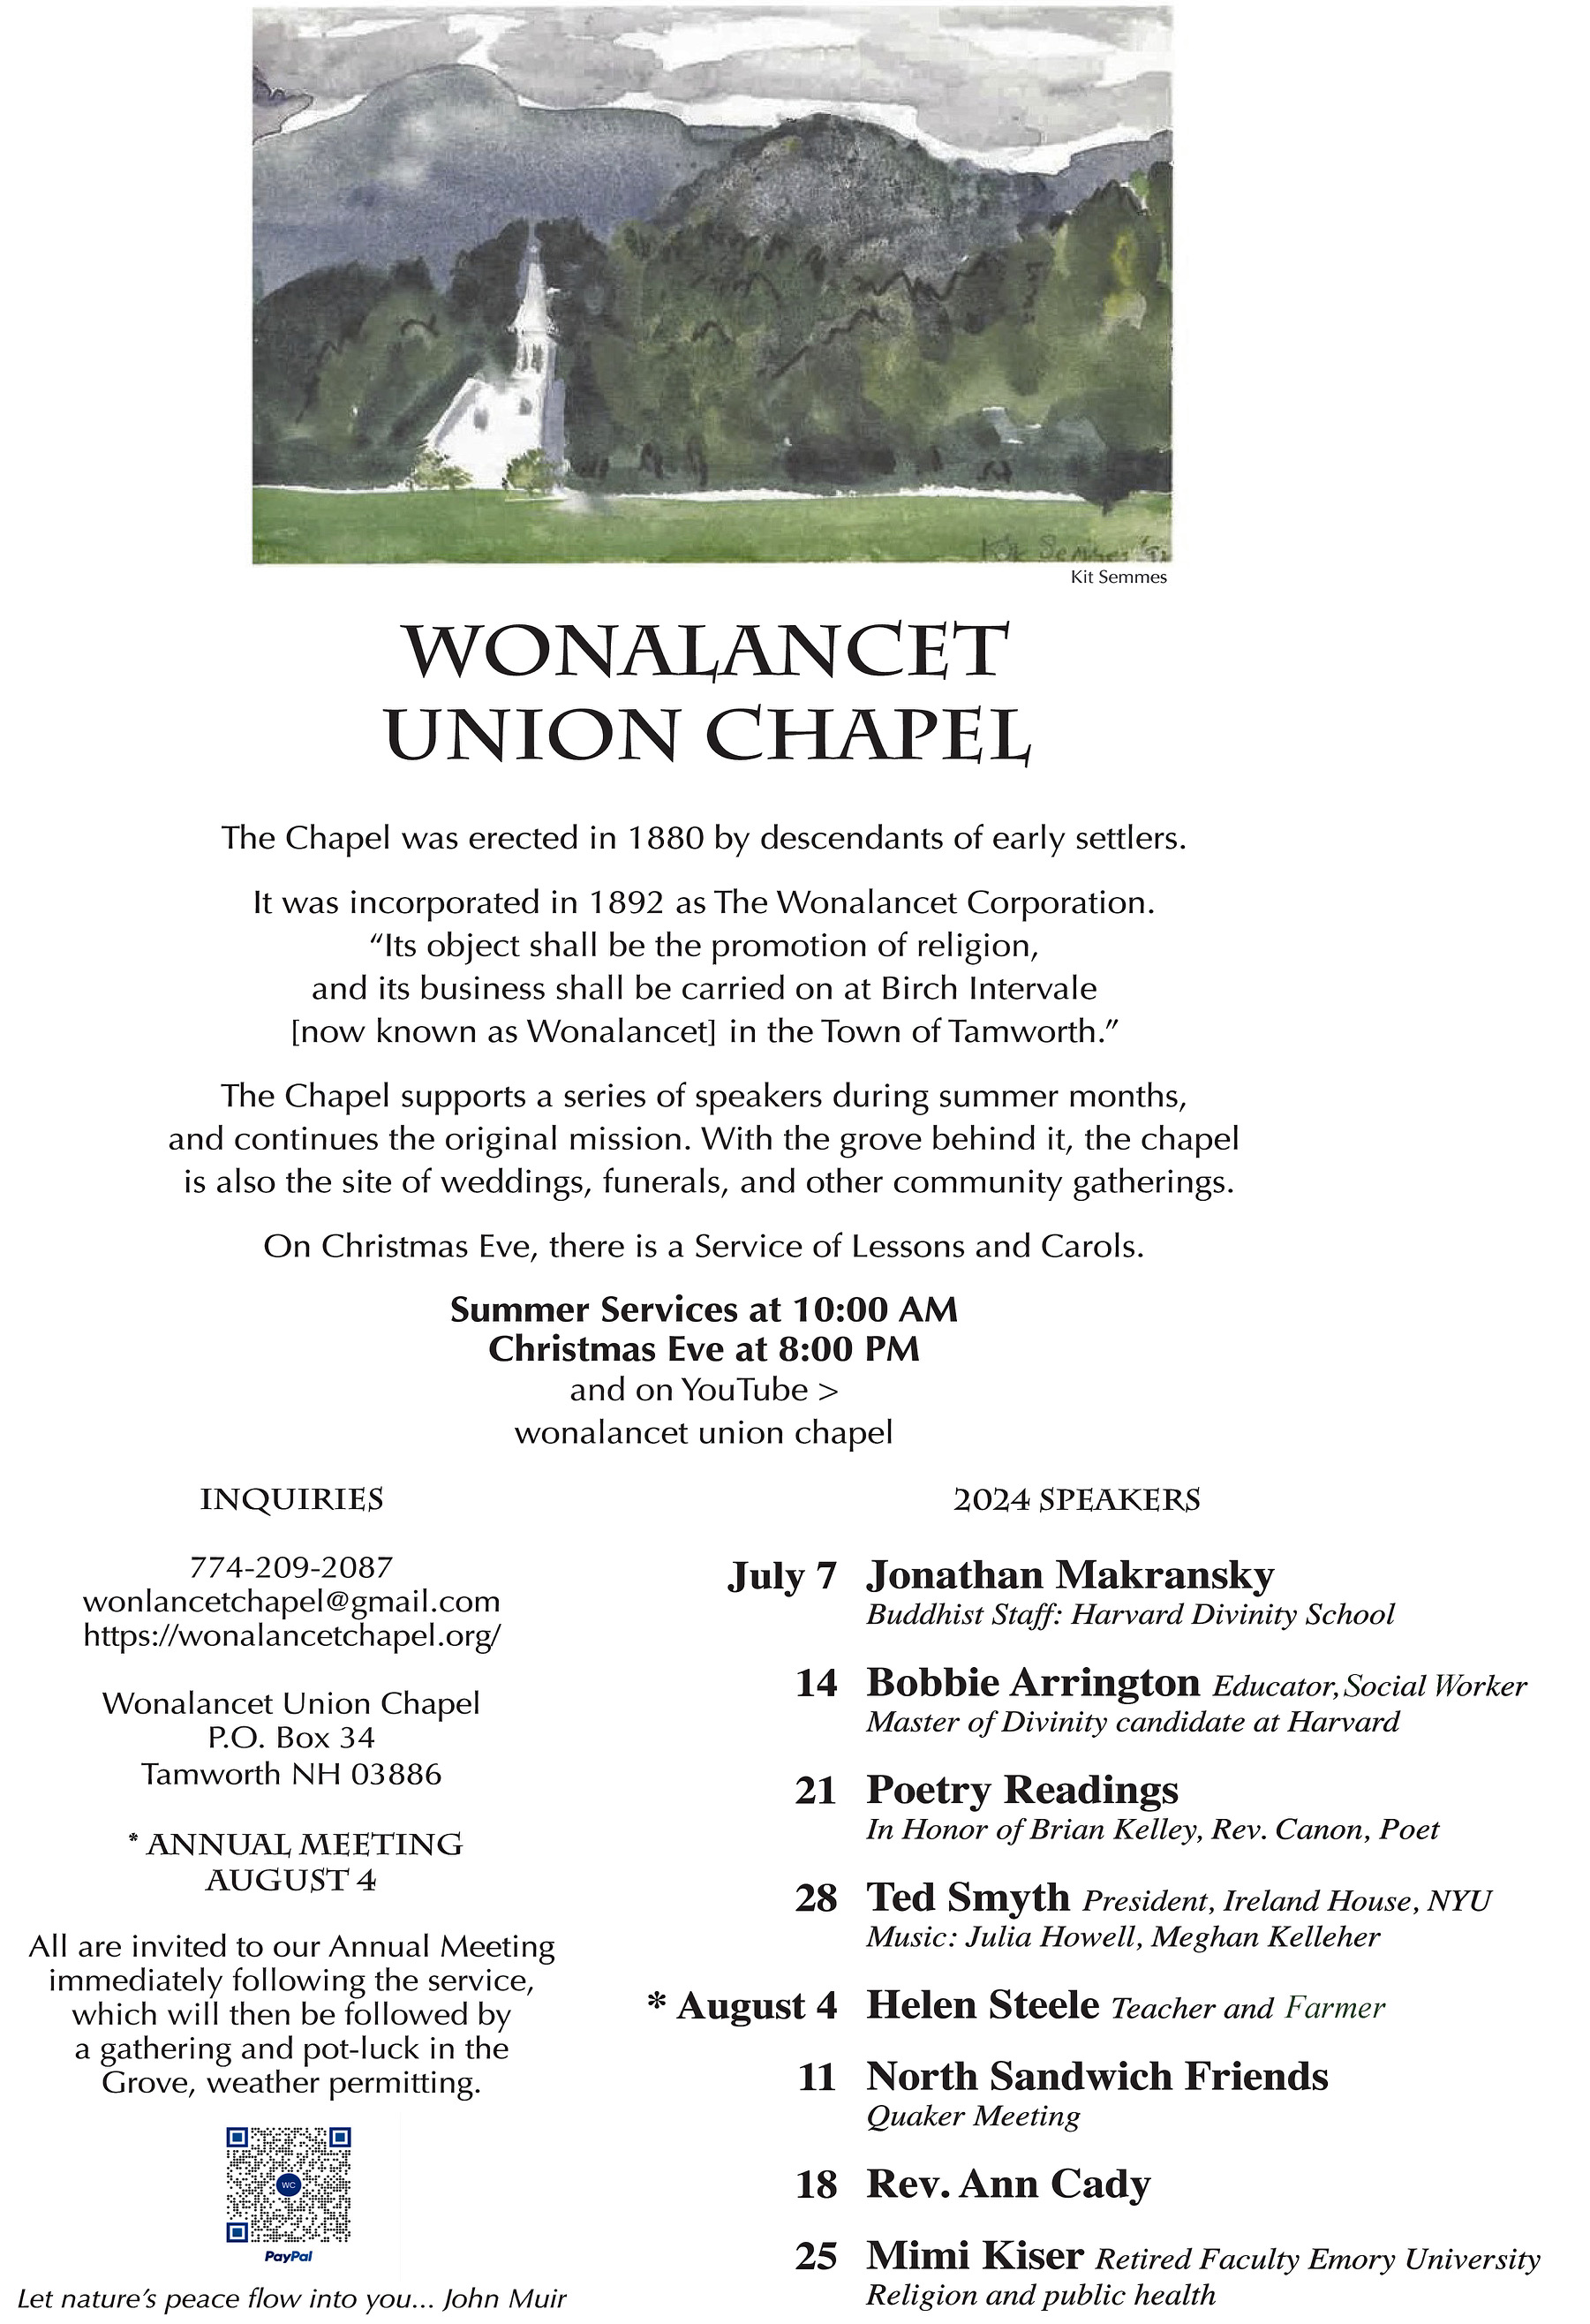 Kit Semmes '92
Kit Semmes
WONALANCET
UNION CHAPEL
The Chapel was erected in 1880 by descendants of early settlers.
It was incorporated in 1892 as The Wonalancet Corporation.
“Its object shall be the promotion of religion,
and its business shall be carried on at Birch Intervale
[now known as Wonalancet] in the Town of Tamworth.”
The Chapel supports a series of speakers during summer months,
and continues the original mission. With the grove behind it, the chapel
is also the site of weddings, funerals, and other community gatherings.
On Christmas Eve, there is a Service of Lessons and Carols.
Summer Services at 10:00 AM
Christmas Eve at 8:00 PM
and on YouTube >
wonalancet union chapel
INQUIRIES
774-209-2087
wonlancetchapel@gmail.com
https://wonalancetchapel.org/
Wonalancet Union Chapel
P.O. Box 34
Tamworth NH 03886
* ANNUAL MEETING
AUGUST 4
All are invited to our Annual Meeting
immediately following the service,
which will then be followed by
a gathering and pot-luck in the
Grove, weather permitting.
WC
PayPal
Let nature’s peace flow into you... John Muir
2024 SPEAKERS
July 7 Jonathan Makransky
Buddhist Staff: Harvard Divinity School
14 Bobbie Arrington Educator, Social Worker
Master of Divinity candidate at Harvard
21 Poetry Readings
In Honor of Brian Kelley, Rev. Canon, Poet
28 Ted Smyth President, Ireland House, NYU
Music: Julia Howell, Meghan Kelleher
* August 4 Helen Steele Teacher and Farmer
11 North Sandwich Friends
Quaker Meeting
18 Rev. Ann Cady
25 Mimi Kiser Retired Faculty Emory University
Religion and public health